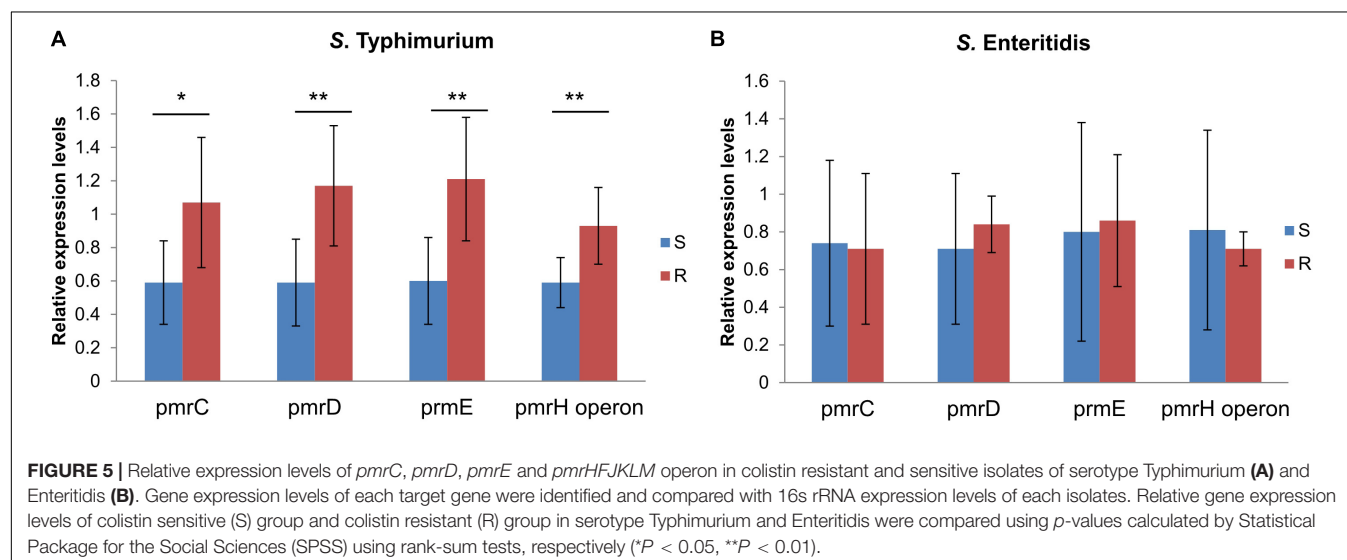 A
S. Typhimurium
Relative expression levels
1.8
1.6
1.4
1.2
1
0.8
0.6
0.4
0.2
0
*
**
**
**
pmrC
pmrD
prmE
pmrH operon
S
R
B
S. Enteritidis
Relative expression levels
1.6
1.4
1.2
1
0.8
0.6
0.4
0.2
0
pmrC
pmrD
prmE
pmrH operon
S
R
FIGURE 5 | Relative expression levels of pmrC, pmrD, pmrE and pmrHFJKLM operon in colistin resistant and sensitive isolates of serotype Typhimurium (A) and
Enteritidis (B). Gene expression levels of each target gene were identified and compared with 16s rRNA expression levels of each isolates. Relative gene expression
levels of colistin sensitive (S) group and colistin resistant (R) group in serotype Typhimurium and Enteritidis were compared using p-values calculated by Statistical
Package for the Social Sciences (SPSS) using rank-sum tests, respectively (*P < 0.05, **P < 0.01).